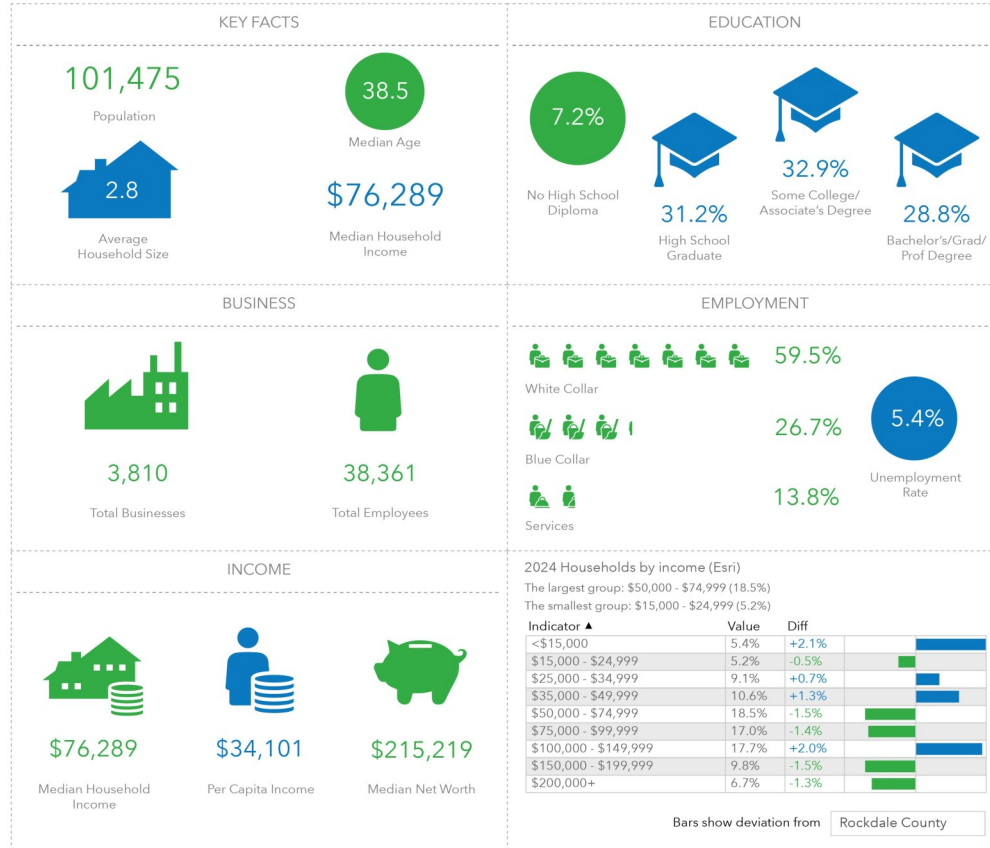 KEY FACTS
101,475
Population
38.5
Median Age
2.8
Average
Household Size
$76,289
Median Household
Income
EDUCATION
7.2%
No High School
Diploma
31.2%
High School
Graduate
32.9%
Some College/
Associate's Degree
28.8%
Bachelor's/Grad/
Prof Degree
BUSINESS
3,810
Total Businesses
38,361
Total Employees
EMPLOYMENT
59.5%
White Collar
26.7%
Blue Collar
13.8%
Services
5.4%
Unemployment
Rate
INCOME
$76,289
Median Household
Income
$34,101
Per Capita Income
$215,219
Median Net Worth
2024 Households by income (Esri)
The largest group: $50,000 - $74,999 (18.5%)
The smallest group: $15,000 - $24,999 (5.2%)
Indicator ▲ Value Diff
<$15,000 5.4% +2.1%
$15,000 - $24,999 5.2% -0.5%
$25,000 - $34,999 9.1% +0.7%
$35,000 - $49,999 10.6% +1.3%
$50,000 - $74,999 18.5% -1.5%
$75,000 - $99,999 17.0% -1.4%
$100,000 - $149,999 17.7% +2.0%
$150,000 - $199,999 9.8% -1.5%
$200,000+ 6.7% -1.3%
Bars show deviation from Rockdale County